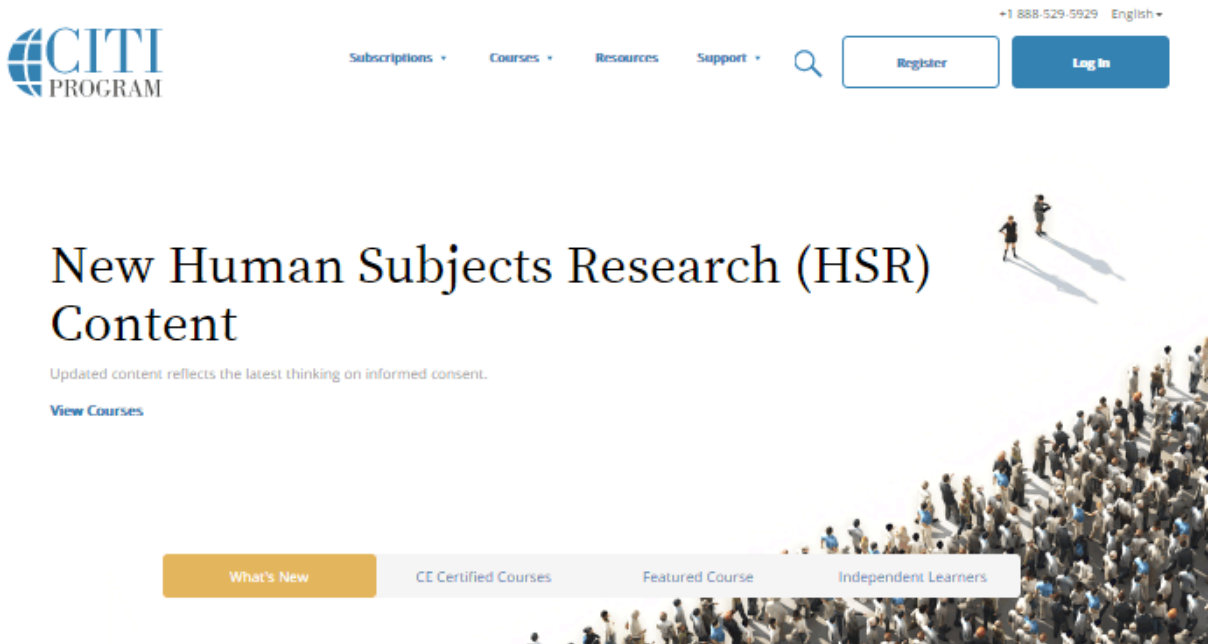 +1 888-529-5929 English
CITI
PROGRAM
Subscriptions Courses Resources Support Register Log In
New Human Subjects Research (HSR)
Content
Updated content reflects the latest thinking on informed consent.
View Courses
What's New CE Certified Courses Featured Course Independent Learners